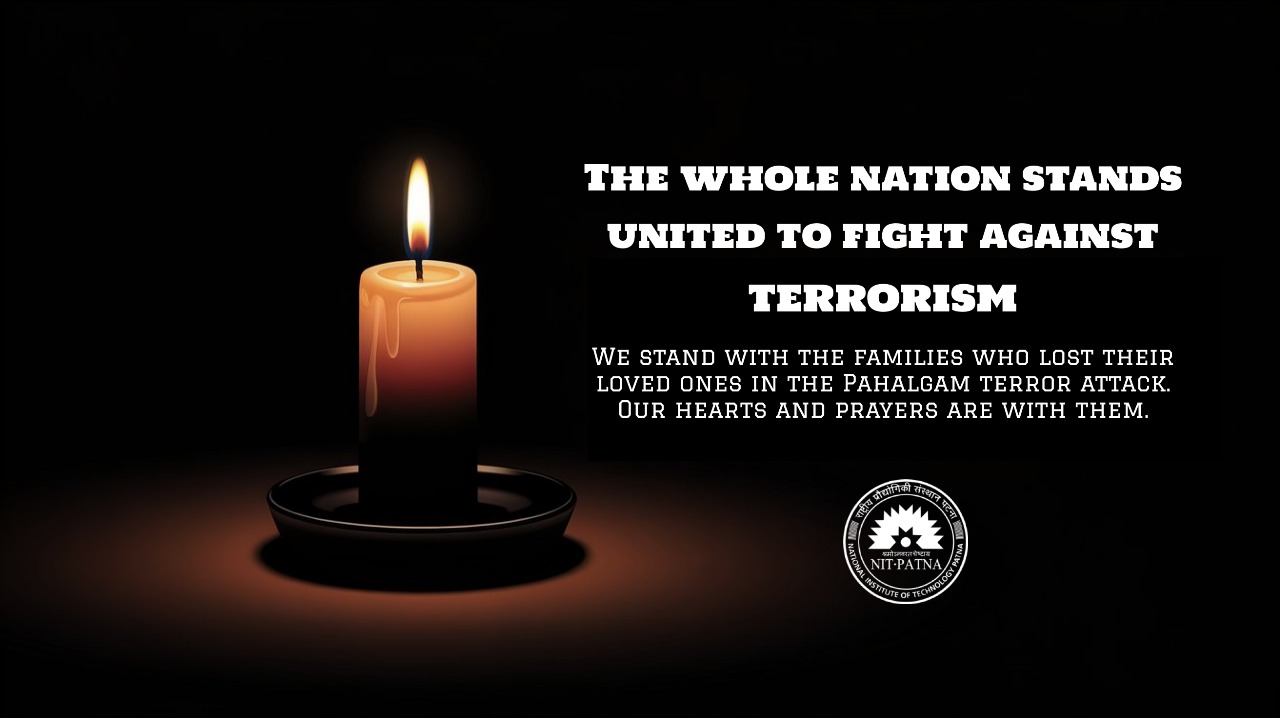 The whole nation stands
united to fight against
terrorism
We stand with the families who lost their
loved ones in the Pahalgam terror attack.
Our hearts and prayers are with them.
राष्ट्रीय प्रौद्योगिकी संस्थान पटना
NIT-PATNA
NATIONAL INSTITUTE OF TECHNOLOGY PATNA